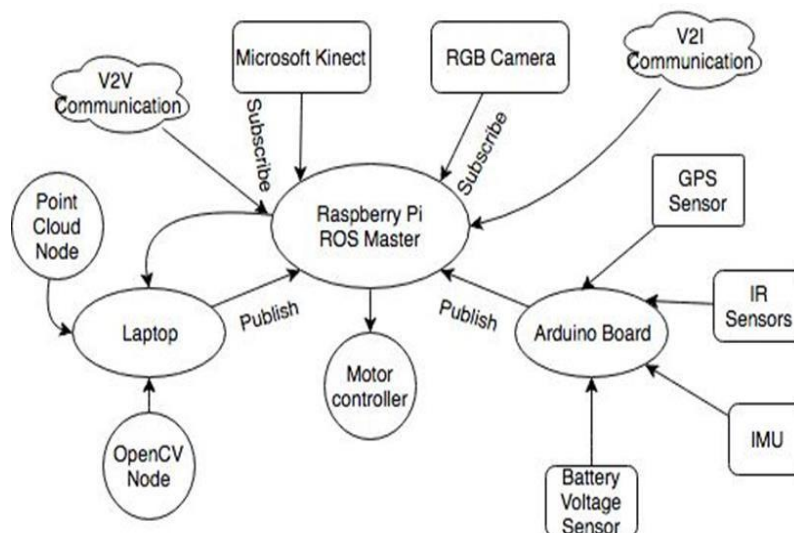 V2V
Communication
Microsoft Kinect
RGB Camera
V2I
Communication
Subscribe
Subscribe
Point
Cloud
Node
Raspberry Pi
ROS Master
GPS
Sensor
Laptop
Publish
Publish
Arduino Board
IR
Sensors
Motor
controller
OpenCV
Node
IMU
Battery
Voltage
Sensor